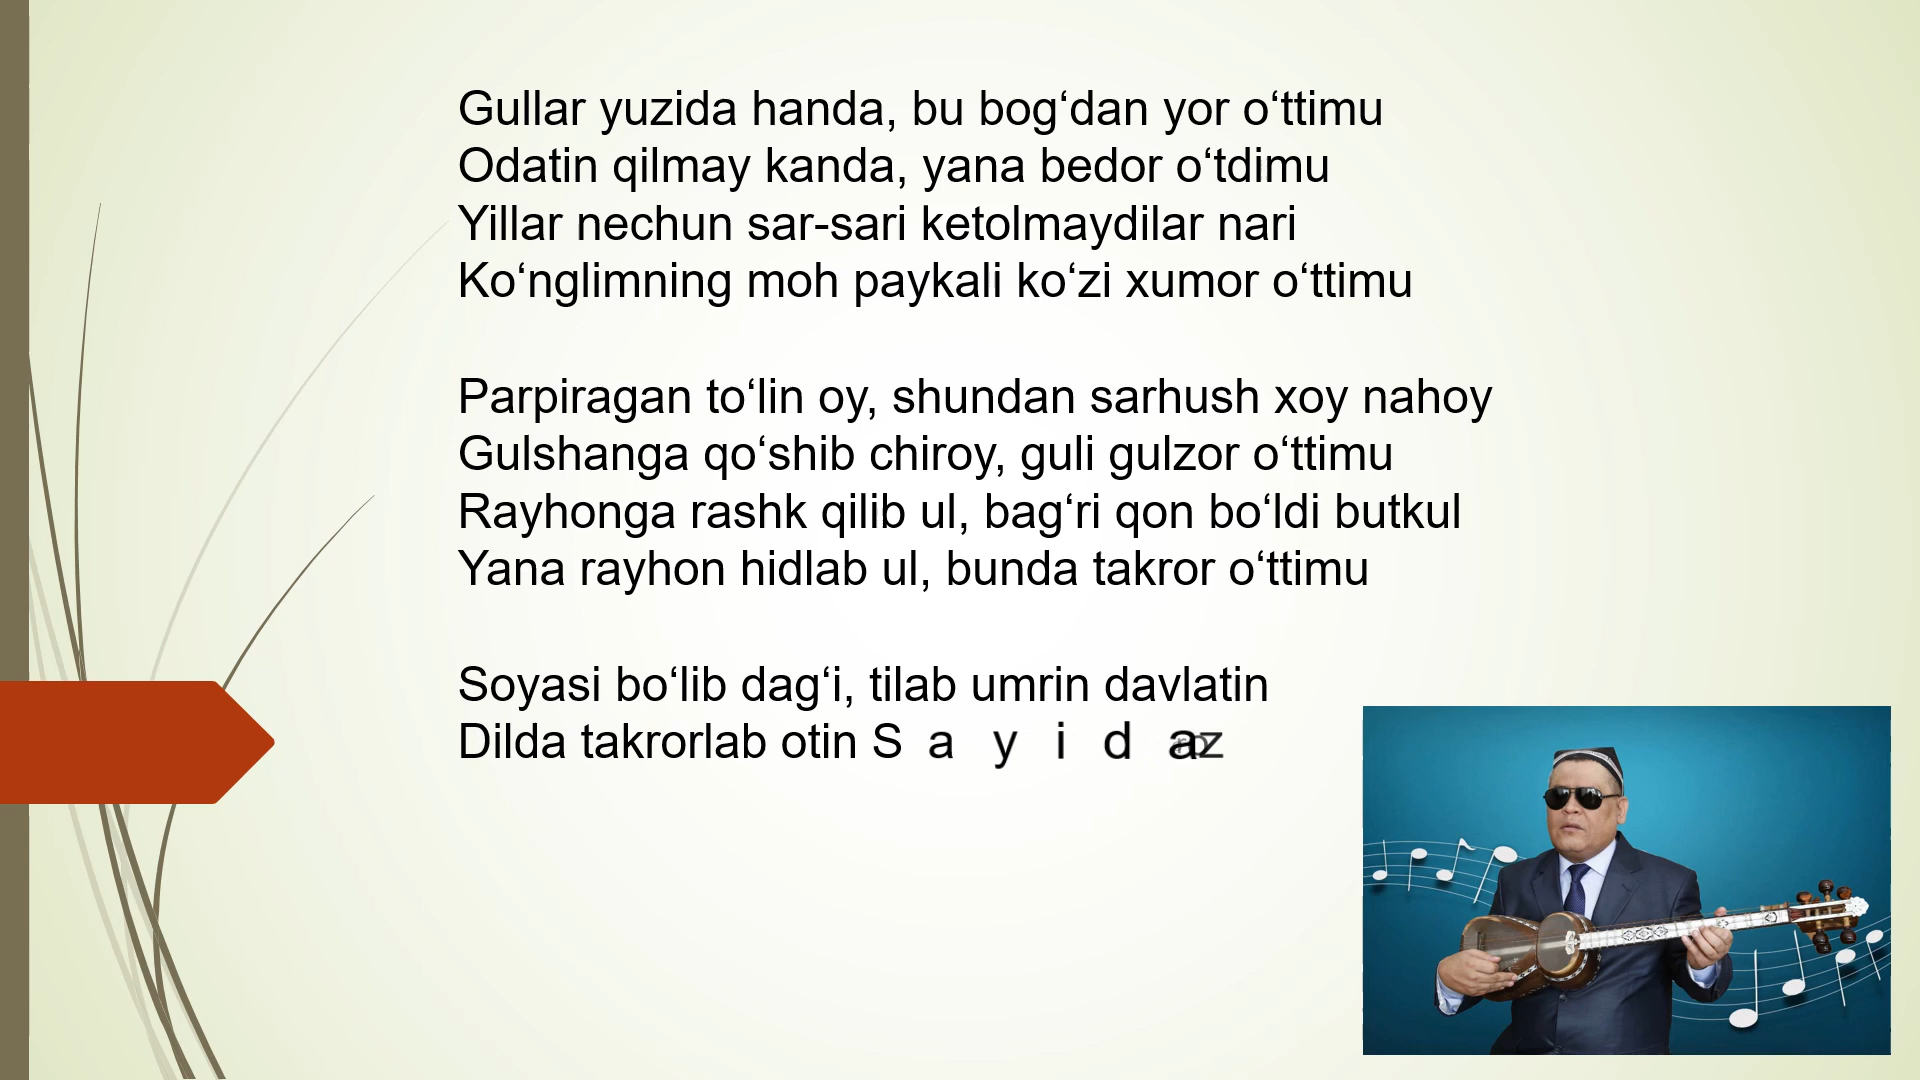 Gullar yuzida handa, bu bog‘dan yor o‘ttimu
Odatin qilmay kanda, yana bedor o‘tdimu
Yillar nechun sar-sari ketolmaydilar nari
Ko‘nglimning moh paykali ko‘zi xumor o‘ttimu

Parpiragan to‘lin oy, shundan sarhush xoy nahoy
Gulshanga qo‘shib chiroy, guli gulzor o‘ttimu
Rayhonga rashk qilib ul, bag‘ri qon bo‘ldi butkul
Yana rayhon hidlab ul, bunda takror o‘ttimu

Soyasi bo‘lib dag‘i, tilab umrin davlatin
Dilda takrorlab otin